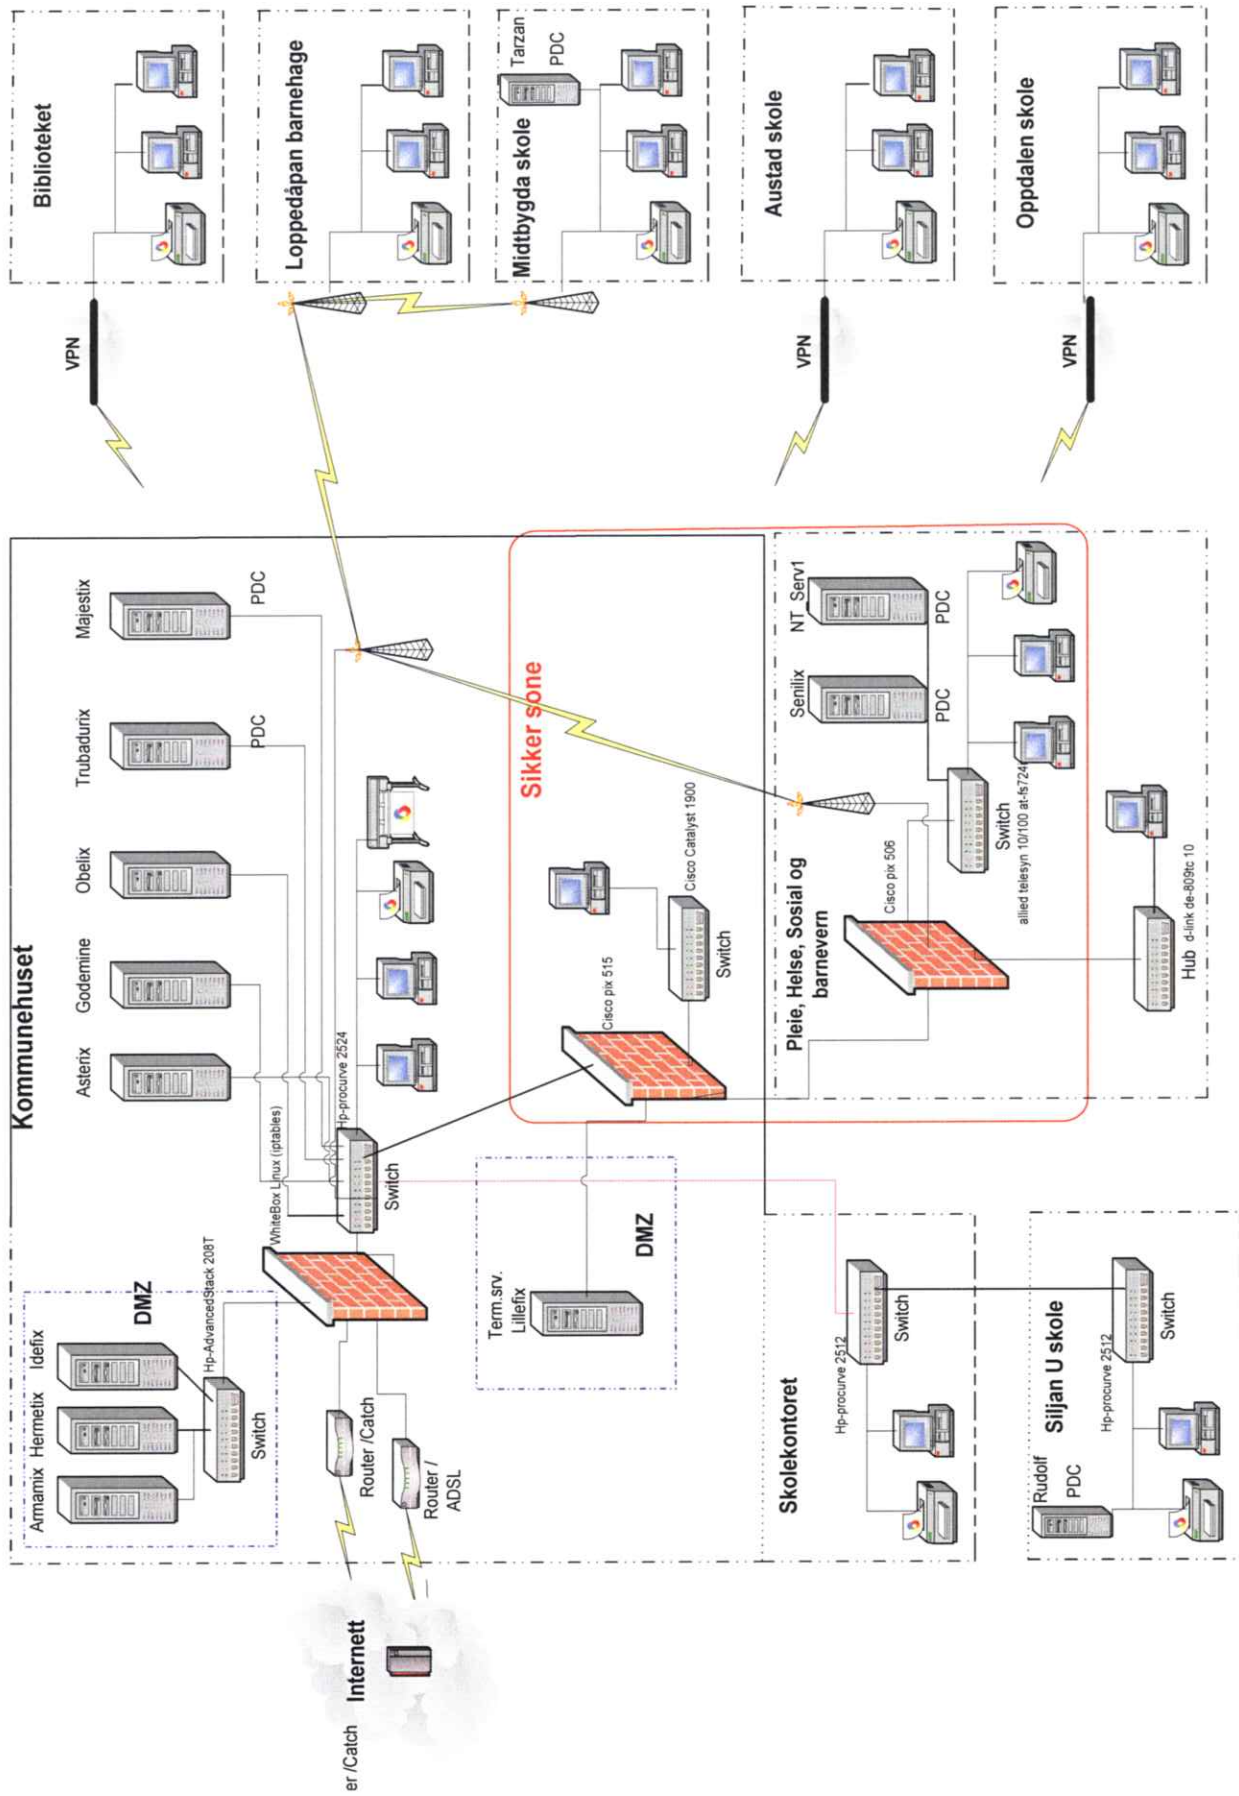 Kommunehuset
Asterix
Godemine
Obelix
Trubadurix
Majestix
PDC
PDC
DMZ
Armamix
Hermetix
Idefix
Hp-AdvancedStack 208T
Switch
WhiteBox Linux (iptables)
Hp-procurve 2524
Switch
Router /Catch
Router /
ADSL
er /Catch
Internett
Term.srv.
Lillefix
DMZ
Sikker sone
Cisco pix 515
Cisco Catalyst 1900
Switch
Pleie, Helse, Sosial og
barnevern
Cisco pix 506
Senilix
NT_Serv1
PDC
PDC
Switch
allied telesyn 10/100 at-fs724i
Hub d-link de-809tc 10
Skolekontoret
Hp-procurve 2512
Switch
Siljan U skole
Rudolf
PDC
Hp-procurve 2512
Switch
Biblioteket
VPN
Loppedåpan barnehage
Midtbygda skole
Tarzan
PDC
Austad skole
VPN
Oppdalen skole
VPN